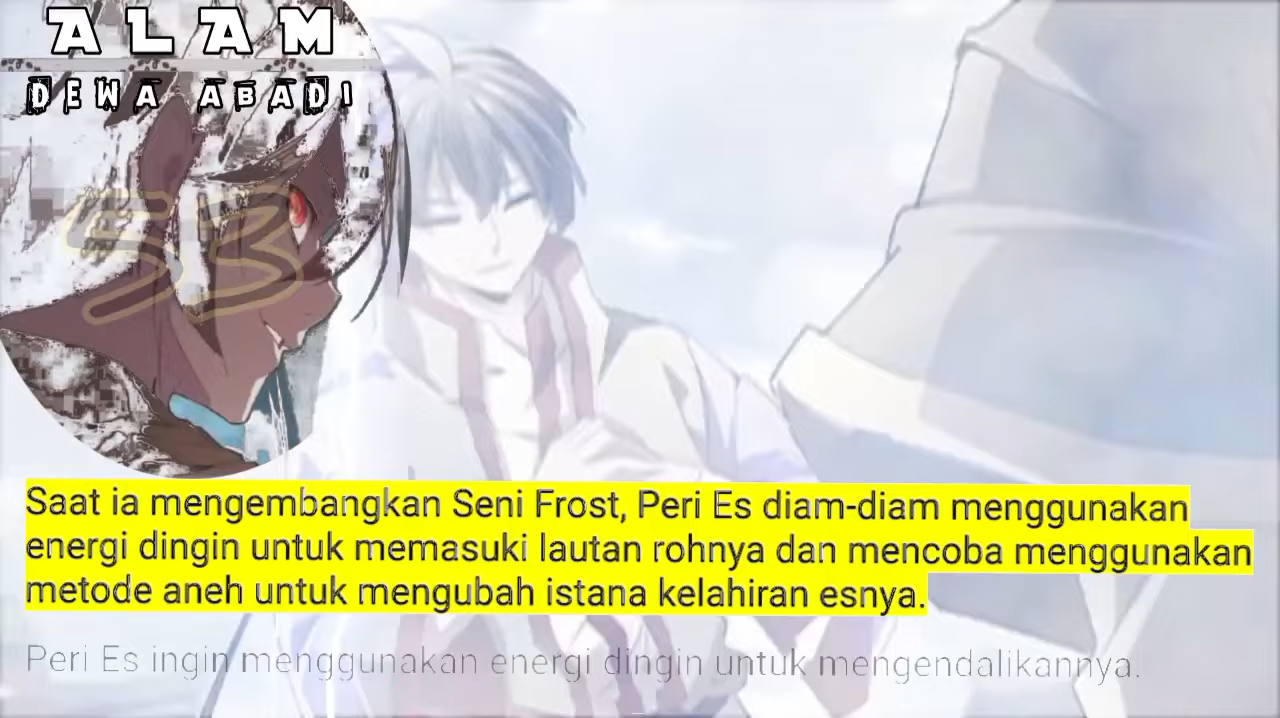 ALAM
DEWA ABADI
SB
Saat ia mengembangkan Seni Frost, Peri Es diam-diam menggunakan
energi dingin untuk memasuki lautan rohnya dan mencoba menggunakan
metode aneh untuk mengubah istana kelahiran esnya.
Peri Es ingin menggunakan energi dingin untuk mengendalikannya.